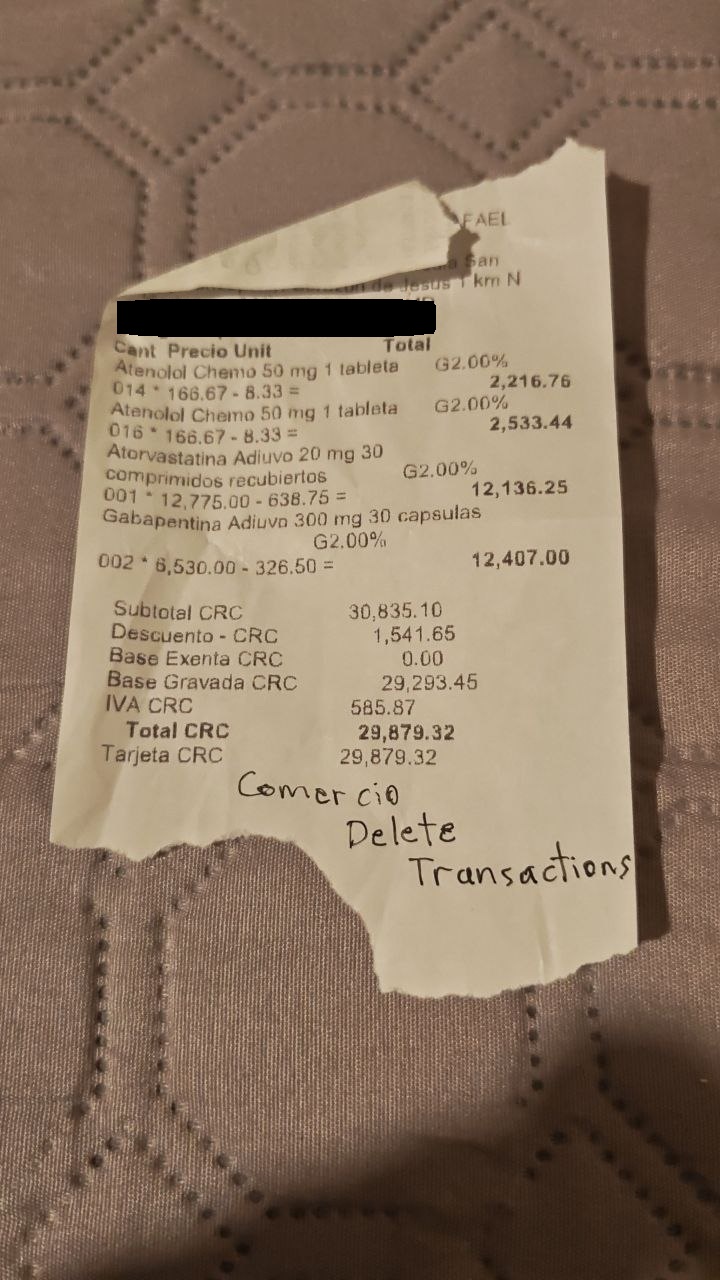 FAEL
San
de Jesus 1 km N
Cant Precio Unit Total
Atenolol Chemo 50 mg 1 tableta G2.00%
014 * 166.67 - 8.33 = 2,216.76
Atenolol Chemo 50 mg 1 tableta G2.00%
016 * 166.67 - 8.33 = 2,533.44
Atorvastatina Adiuvo 20 mg 30
comprimidos recubiertos G2.00%
001 * 12,775.00 - 638.75 = 12,136.25
Gabapentina Adiuvo 300 mg 30 capsulas
G2.00%
002 * 6,530.00 - 326.50 = 12,407.00
Subtotal CRC 30,835.10
Descuento - CRC 1,541.65
Base Exenta CRC 0.00
Base Gravada CRC 29,293.45
IVA CRC 585.87
Total CRC 29,879.32
Tarjeta CRC 29,879.32
Comercio
Delete
Transactions